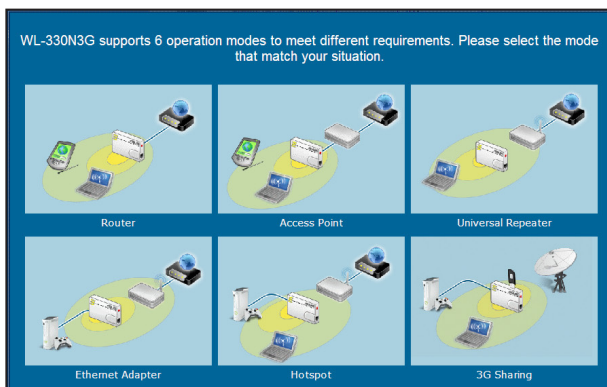 WL-330N3G supports 6 operation modes to meet different requirements. Please select the mode
that match your situation.
Router
Access Point
Universal Repeater
Ethernet Adapter
Hotspot
3G Sharing